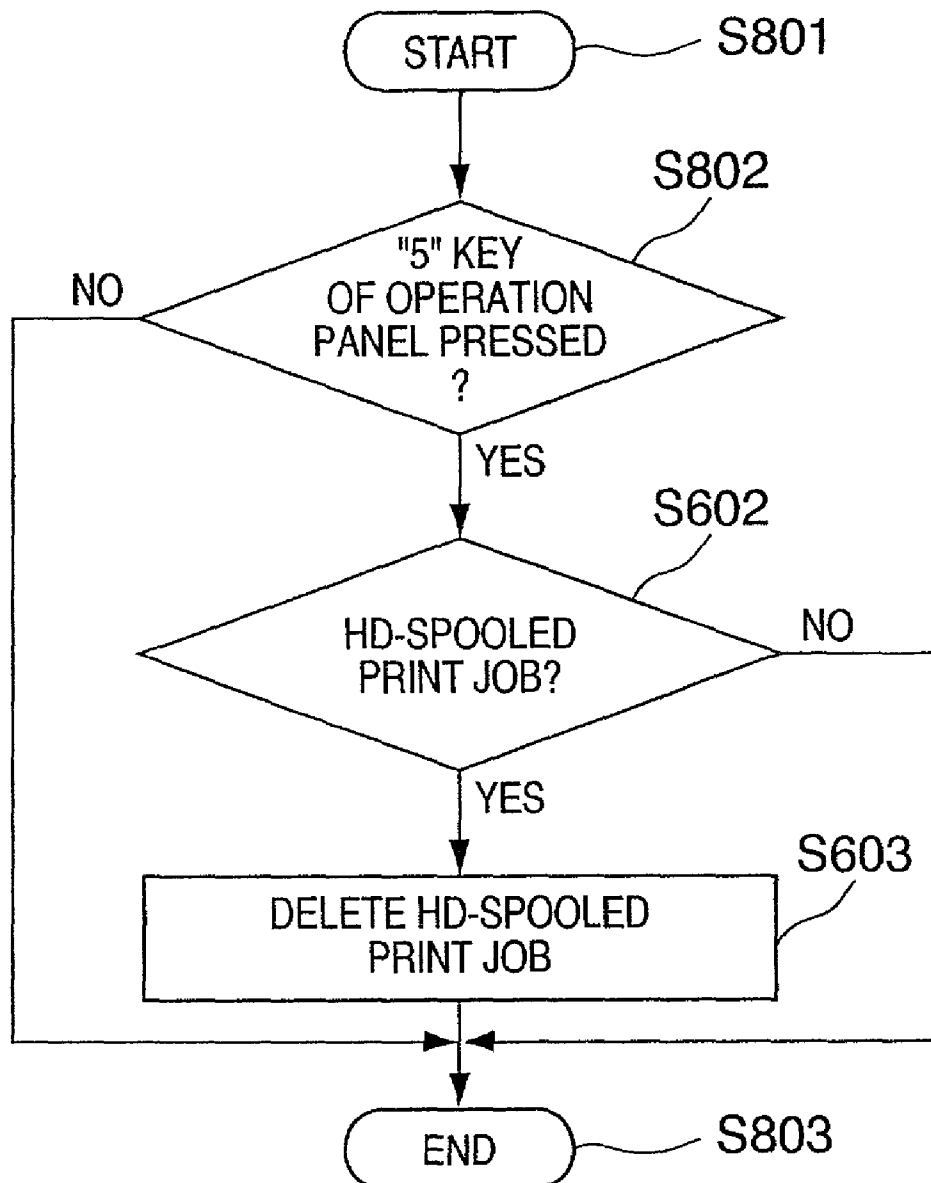 START
S801
S802
"5" KEY
OF OPERATION
PANEL PRESSED
?
NO
YES
S602
HD-SPOOLED
PRINT JOB?
NO
YES
S603
DELETE HD-SPOOLED
PRINT JOB
END
S803